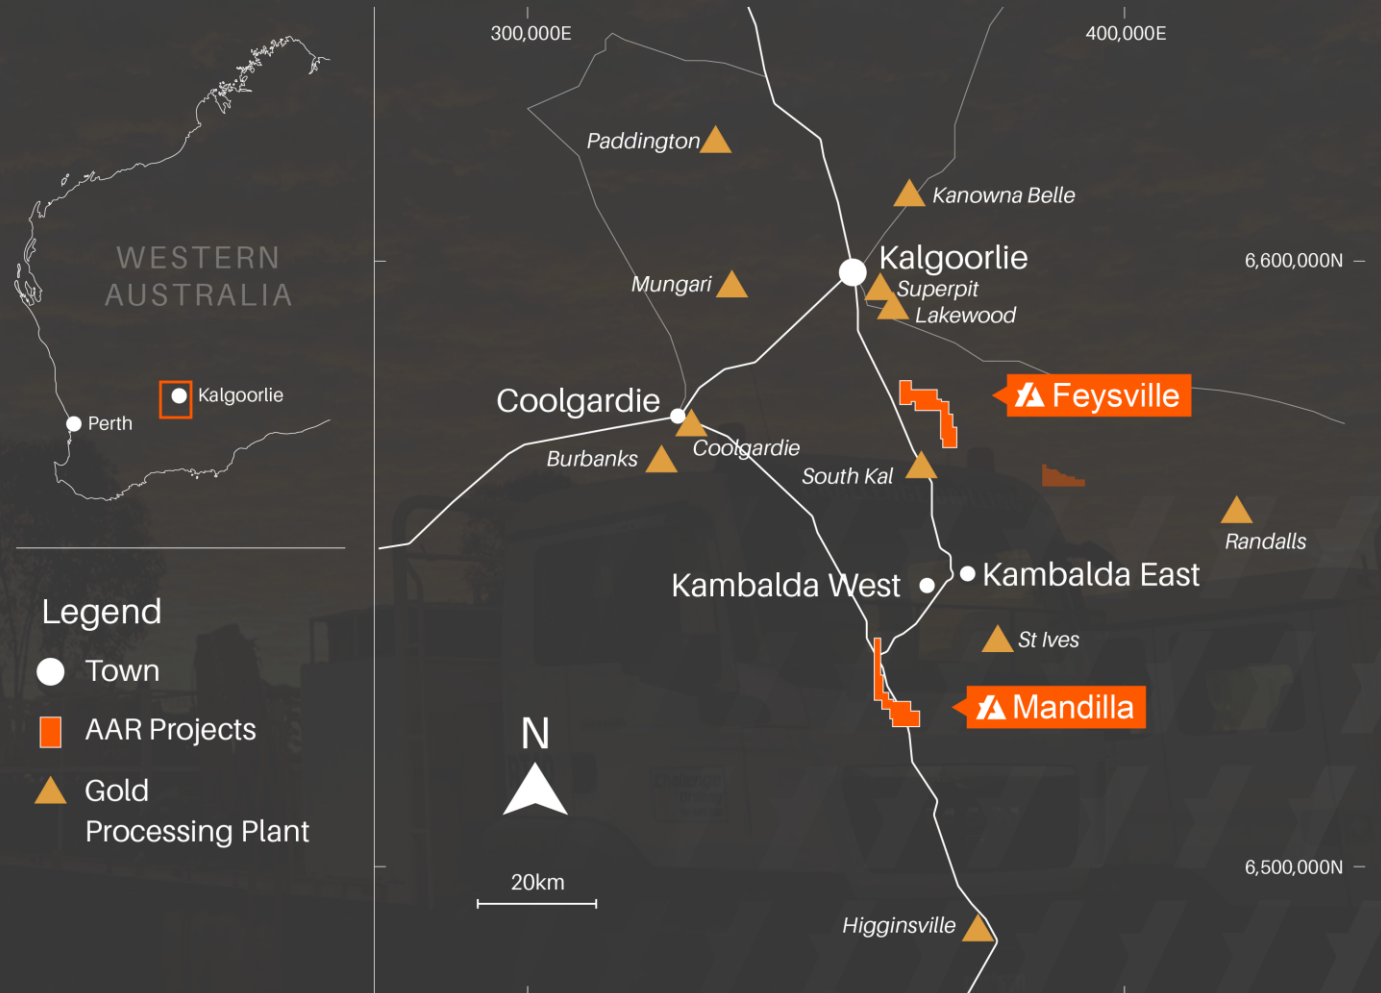 300,000E
400,000E
Paddington
Kanowna Belle
WESTERN
AUSTRALIA
Kalgoorlie
6,600,000N
Mungari
Superpit
Lakewood
Kalgoorlie
Perth
Coolgardie
Feysville
Coolgardie
Burbanks
South Kal
Randalls
Kambalda West
Kambalda East
Legend
St Ives
Town
Mandilla
AAR Projects
N
Gold
Processing Plant
20km
6,500,000N
Higginsville